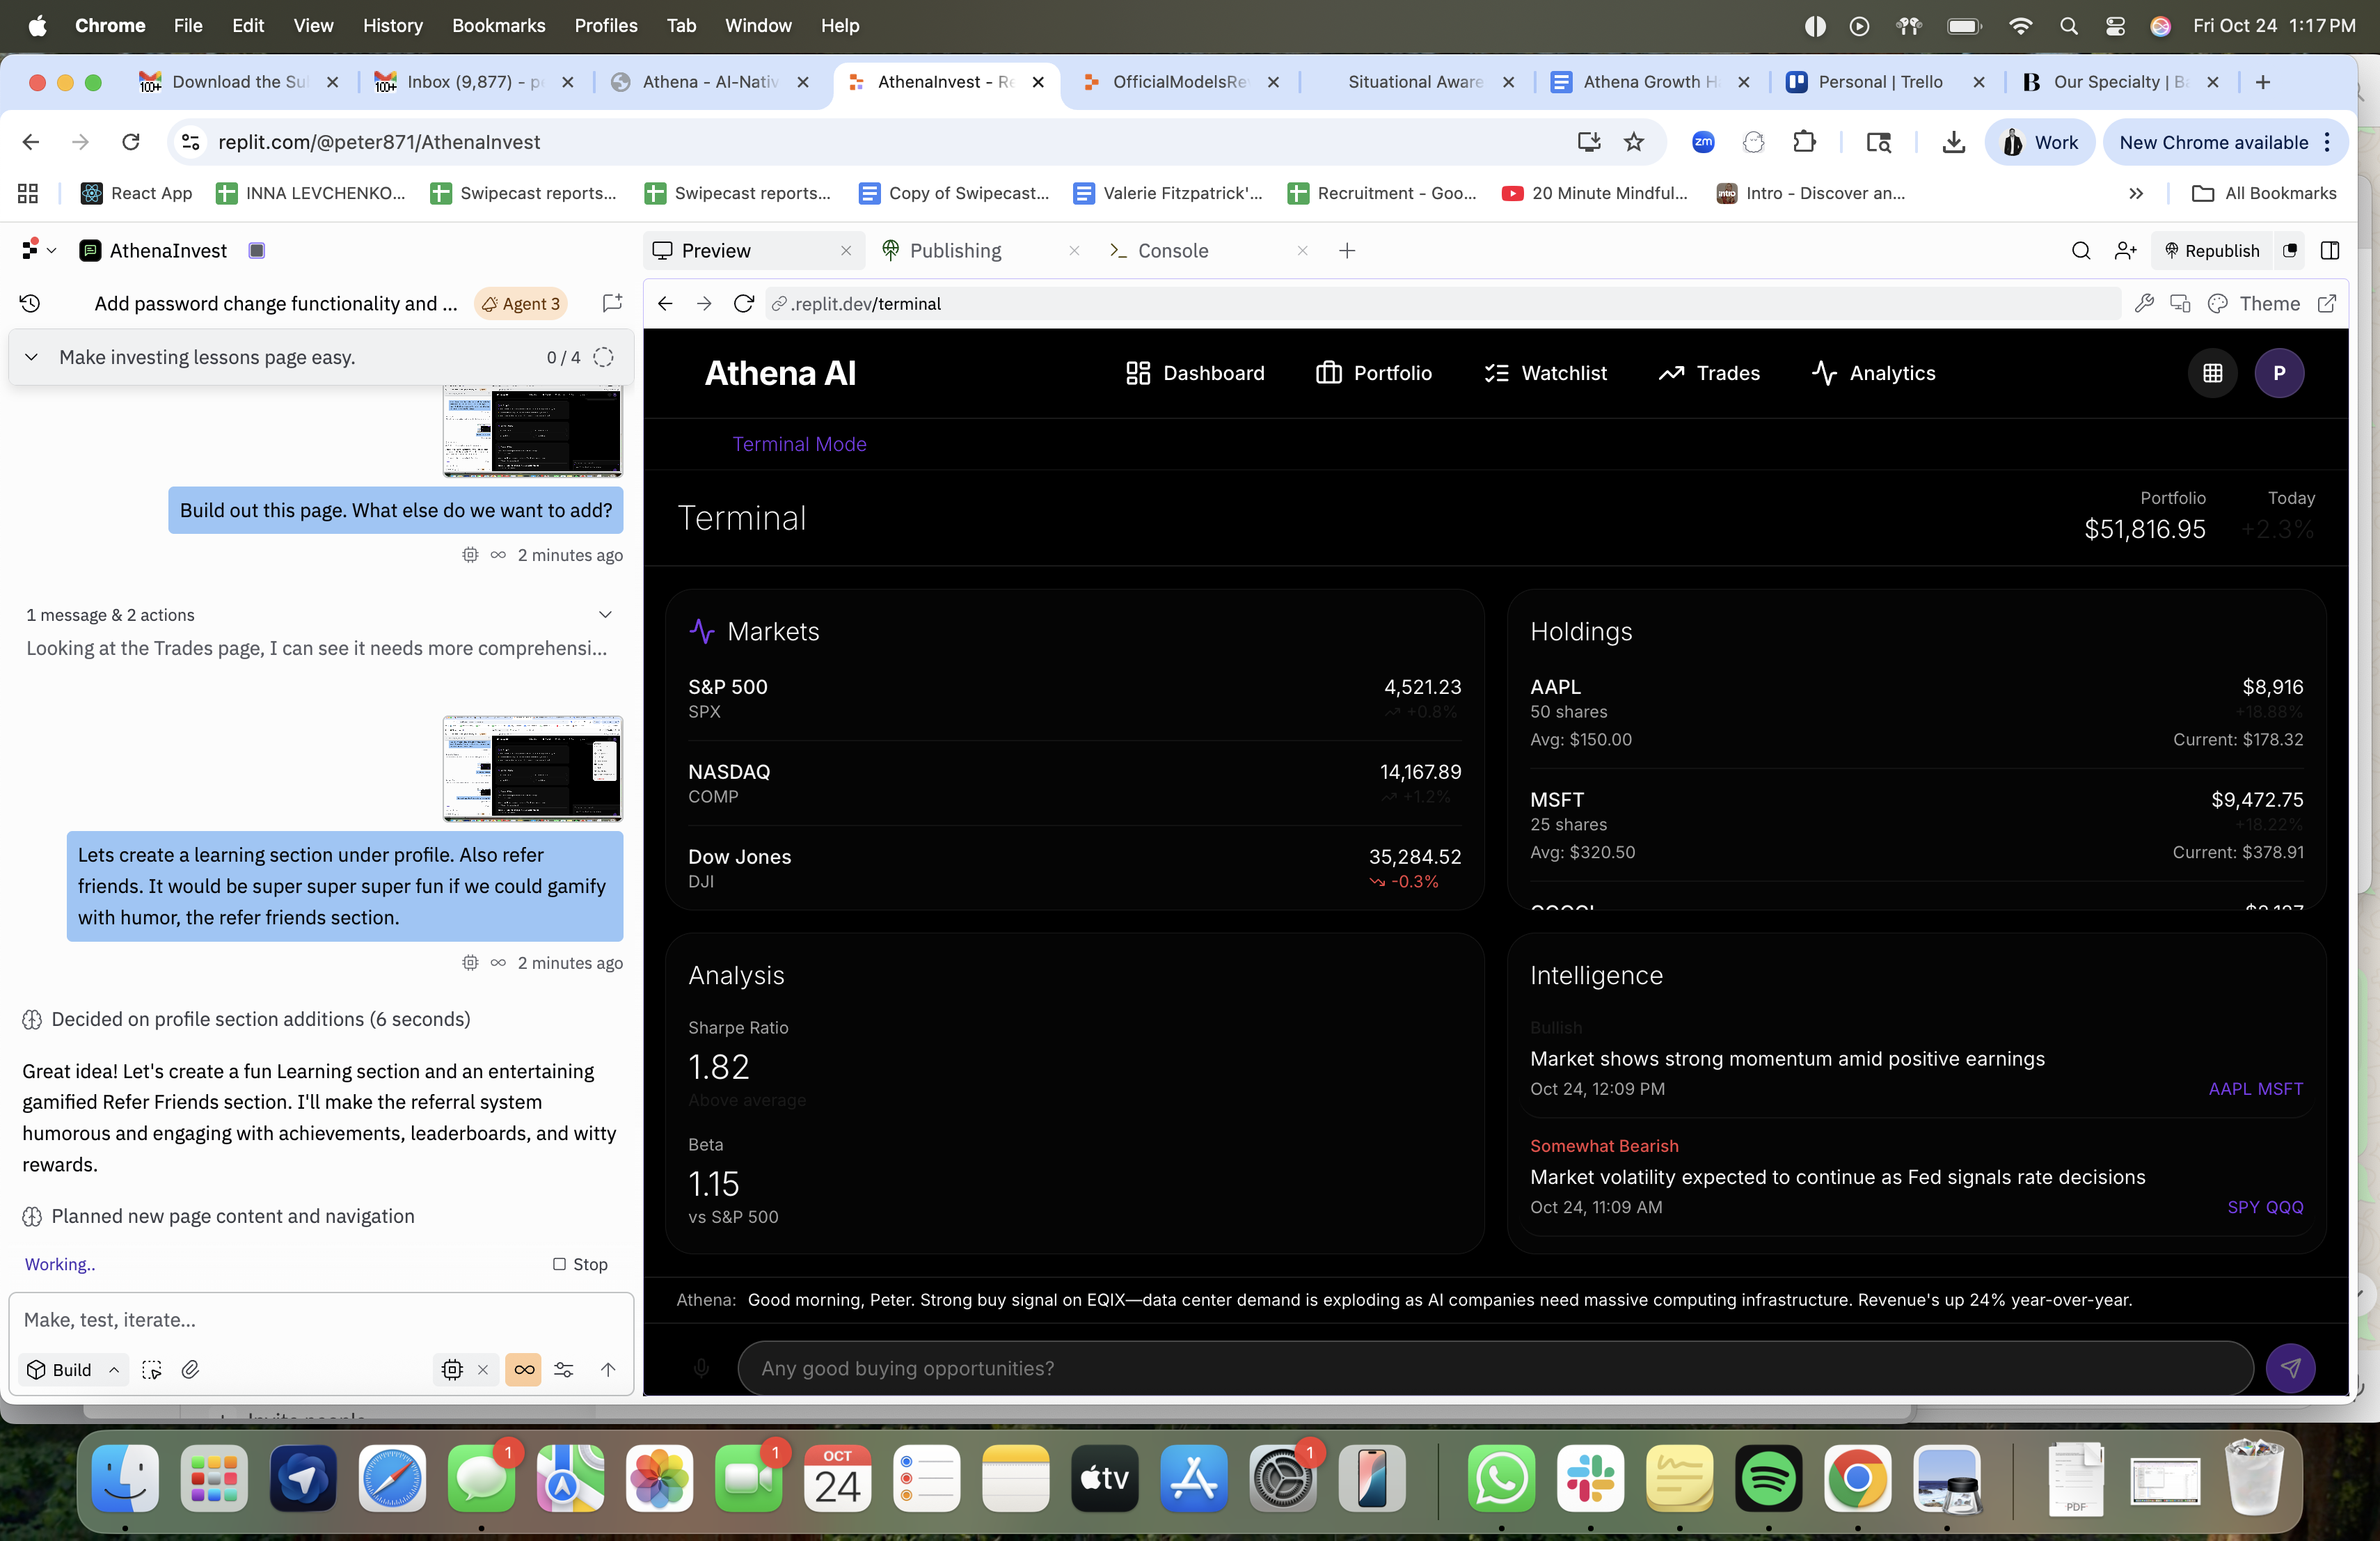 Chrome File Edit View History Bookmarks Profiles Tab Window Help Fri Oct 24 1:17 PM
100+ Download the Su 100+ Inbox (9,877) - p Athena - AI-Nativ AthenaInvest - Re OfficialModelsRe Situational Aware Athena Growth H Personal | Trello B Our Specialty | Ba
replit.com/@peter871/AthenaInvest zm Work New Chrome available
React App INNA LEVCHENKO... Swipecast reports... Swipecast reports... Copy of Swipecast... Valerie Fitzpatrick'... Recruitment - Goo... 20 Minute Mindful... intro Intro - Discover an... All Bookmarks
AthenaInvest
Preview Publishing Console Republish
Add password change functionality and ... Agent 3
Make investing lessons page easy. 0 / 4
Build out this page. What else do we want to add?
2 minutes ago
1 message & 2 actions
Looking at the Trades page, I can see it needs more comprehensi...
Lets create a learning section under profile. Also refer
friends. It would be super super super fun if we could gamify
with humor, the refer friends section.
2 minutes ago
Decided on profile section additions (6 seconds)
Great idea! Let's create a fun Learning section and an entertaining
gamified Refer Friends section. I'll make the referral system
humorous and engaging with achievements, leaderboards, and witty
rewards.
Planned new page content and navigation
Working.. Stop
Make, test, iterate...
Build
.replit.dev/terminal Theme
Athena AI Dashboard Portfolio Watchlist Trades Analytics P
Terminal Mode
Terminal
Portfolio Today
$51,816.95 +2.3%
Markets
S&P 500 4,521.23
SPX +0.8%
NASDAQ 14,167.89
COMP +1.2%
Dow Jones 35,284.52
DJI -0.3%
Holdings
AAPL $8,916
50 shares +18.88%
Avg: $150.00 Current: $178.32
MSFT $9,472.75
25 shares +18.22%
Avg: $320.50 Current: $378.91
Analysis
Sharpe Ratio
1.82
Above average
Beta
1.15
vs S&P 500
Intelligence
Bullish
Market shows strong momentum amid positive earnings
Oct 24, 12:09 PM AAPL MSFT
Somewhat Bearish
Market volatility expected to continue as Fed signals rate decisions
Oct 24, 11:09 AM SPY QQQ
Athena: Good morning, Peter. Strong buy signal on EQIX—data center demand is exploding as AI companies need massive computing infrastructure. Revenue's up 24% year-over-year.
Any good buying opportunities?
1 1 OCT 24 tv 1 PDF